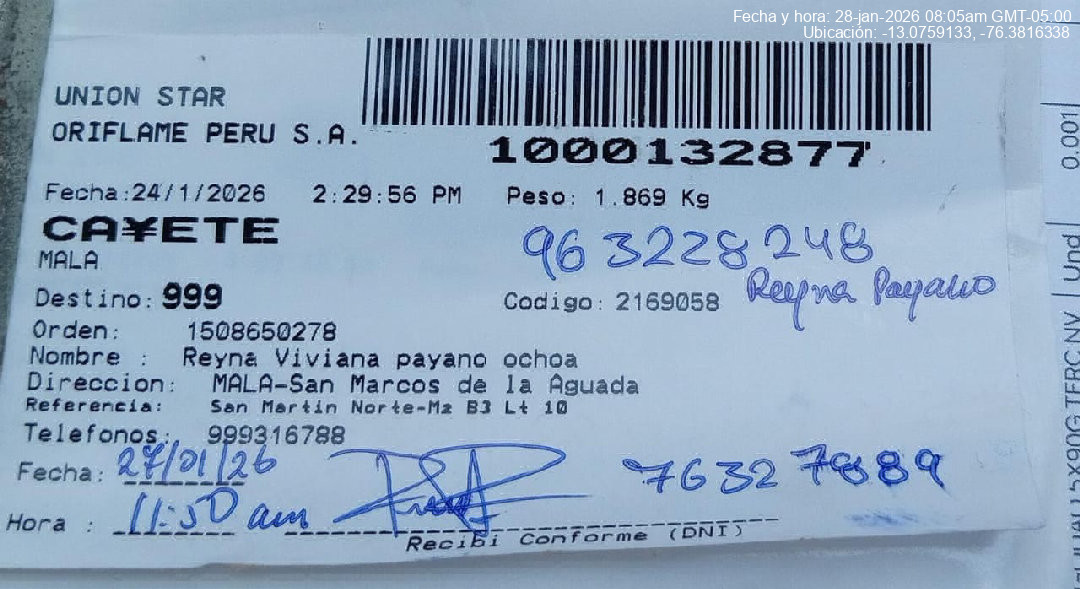 Fecha y hora: 28-jan-2026 08:05am GMT-05:00
Ubicación: -13.0759133, -76.3816338
UNION STAR
ORIFLAME PERU S.A.
1000132877
Fecha:24/1/2026 2:29:56 PM Peso: 1.869 Kg
CA¥ETE
963228248
MALA
Reyna Payano
Destino: 999 Codigo: 2169058
Orden: 1508650278
Nombre : Reyna Viviana payano ochoa
Direccion: MALA-San Marcos de la Aguada
Referencia: San Martin Norte-Mz B3 Lt 10
Telefonos: 999316788
Fecha: 27/01/26
76327889
Hora : 11:50 am
Recibi Conforme (DNI)
0.001
Und